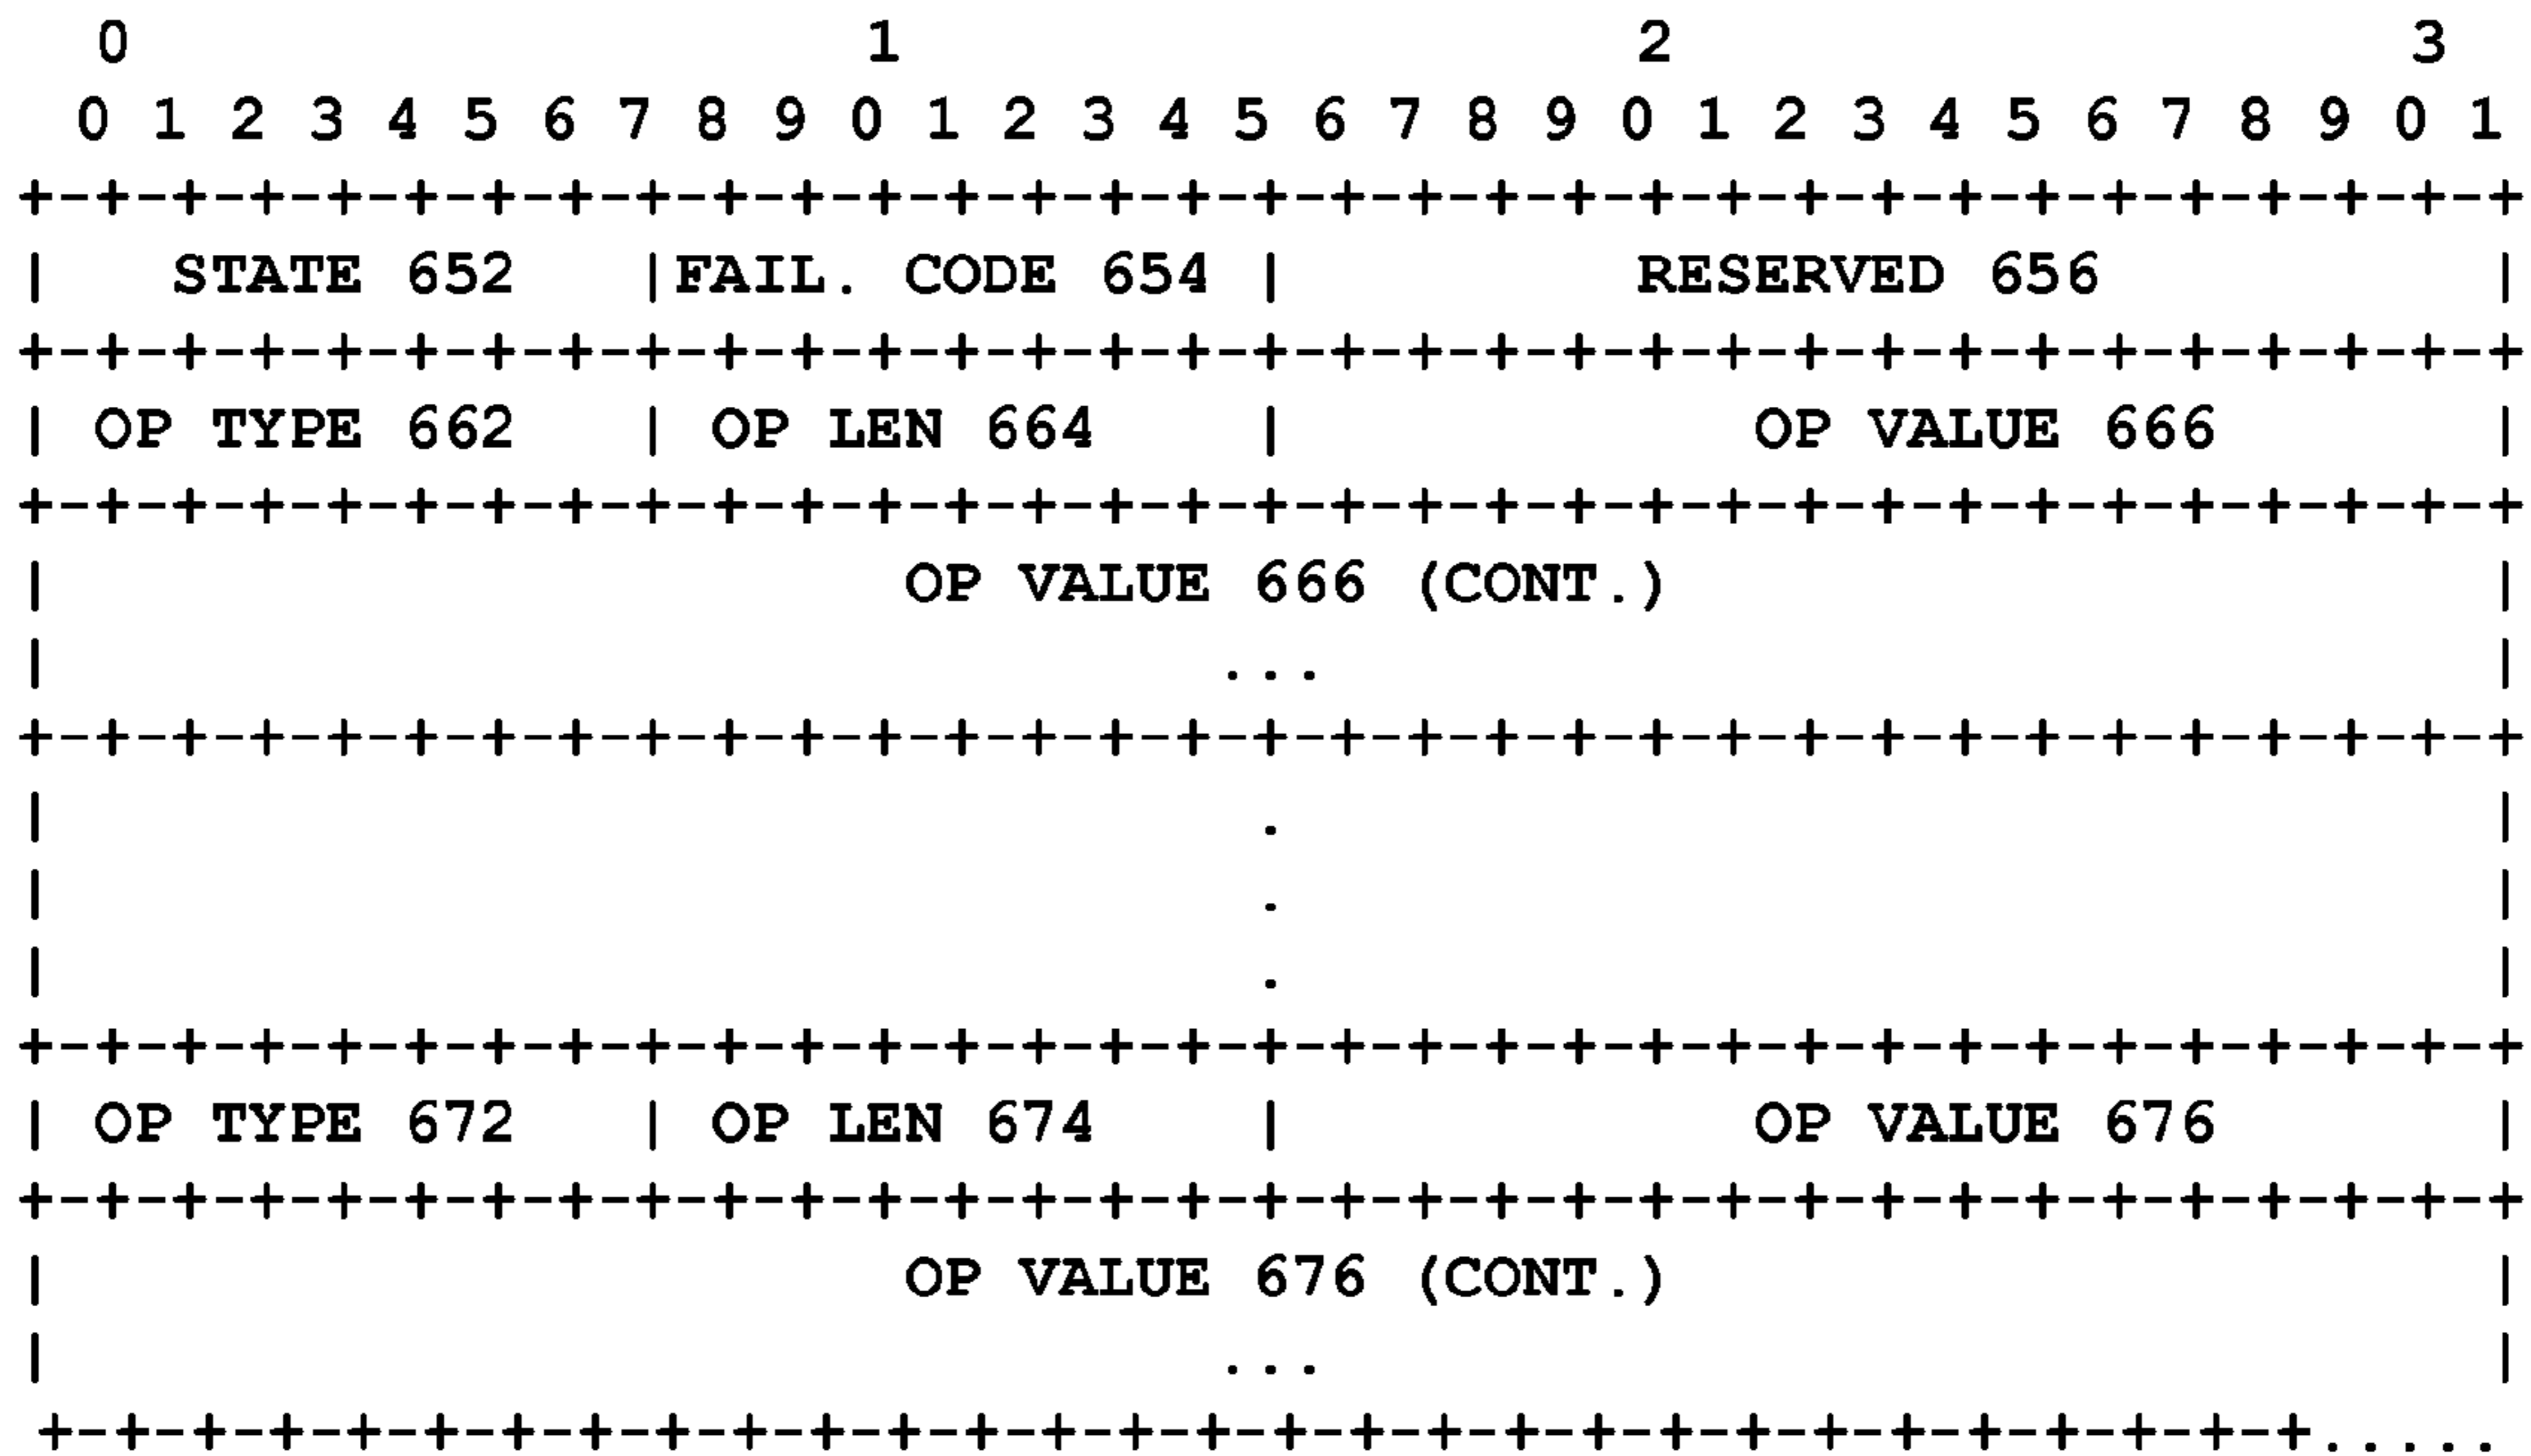 0 1 2 3
0 1 2 3 4 5 6 7 8 9 0 1 2 3 4 5 6 7 8 9 0 1 2 3 4 5 6 7 8 9 0 1
+-+-+-+-+-+-+-+-+-+-+-+-+-+-+-+-+-+-+-+-+-+-+-+-+-+-+-+-+-+-+-+-+
| STATE 652 |FAIL. CODE 654 | RESERVED 656 |
+-+-+-+-+-+-+-+-+-+-+-+-+-+-+-+-+-+-+-+-+-+-+-+-+-+-+-+-+-+-+-+-+
| OP TYPE 662 | OP LEN 664 | OP VALUE 666 |
+-+-+-+-+-+-+-+-+-+-+-+-+-+-+-+-+-+-+-+-+-+-+-+-+-+-+-+-+-+-+-+-+
| OP VALUE 666 (CONT.) |
| ... |
+-+-+-+-+-+-+-+-+-+-+-+-+-+-+-+-+-+-+-+-+-+-+-+-+-+-+-+-+-+-+-+-+
| . |
| . |
| . |
+-+-+-+-+-+-+-+-+-+-+-+-+-+-+-+-+-+-+-+-+-+-+-+-+-+-+-+-+-+-+-+-+
| OP TYPE 672 | OP LEN 674 | OP VALUE 676 |
+-+-+-+-+-+-+-+-+-+-+-+-+-+-+-+-+-+-+-+-+-+-+-+-+-+-+-+-+-+-+-+-+
| OP VALUE 676 (CONT.) |
| ... |
+-+-+-+-+-+-+-+-+-+-+-+-+-+-+-+-+-+-+-+-+-+-+-+-+-+-+-+-+-+.....